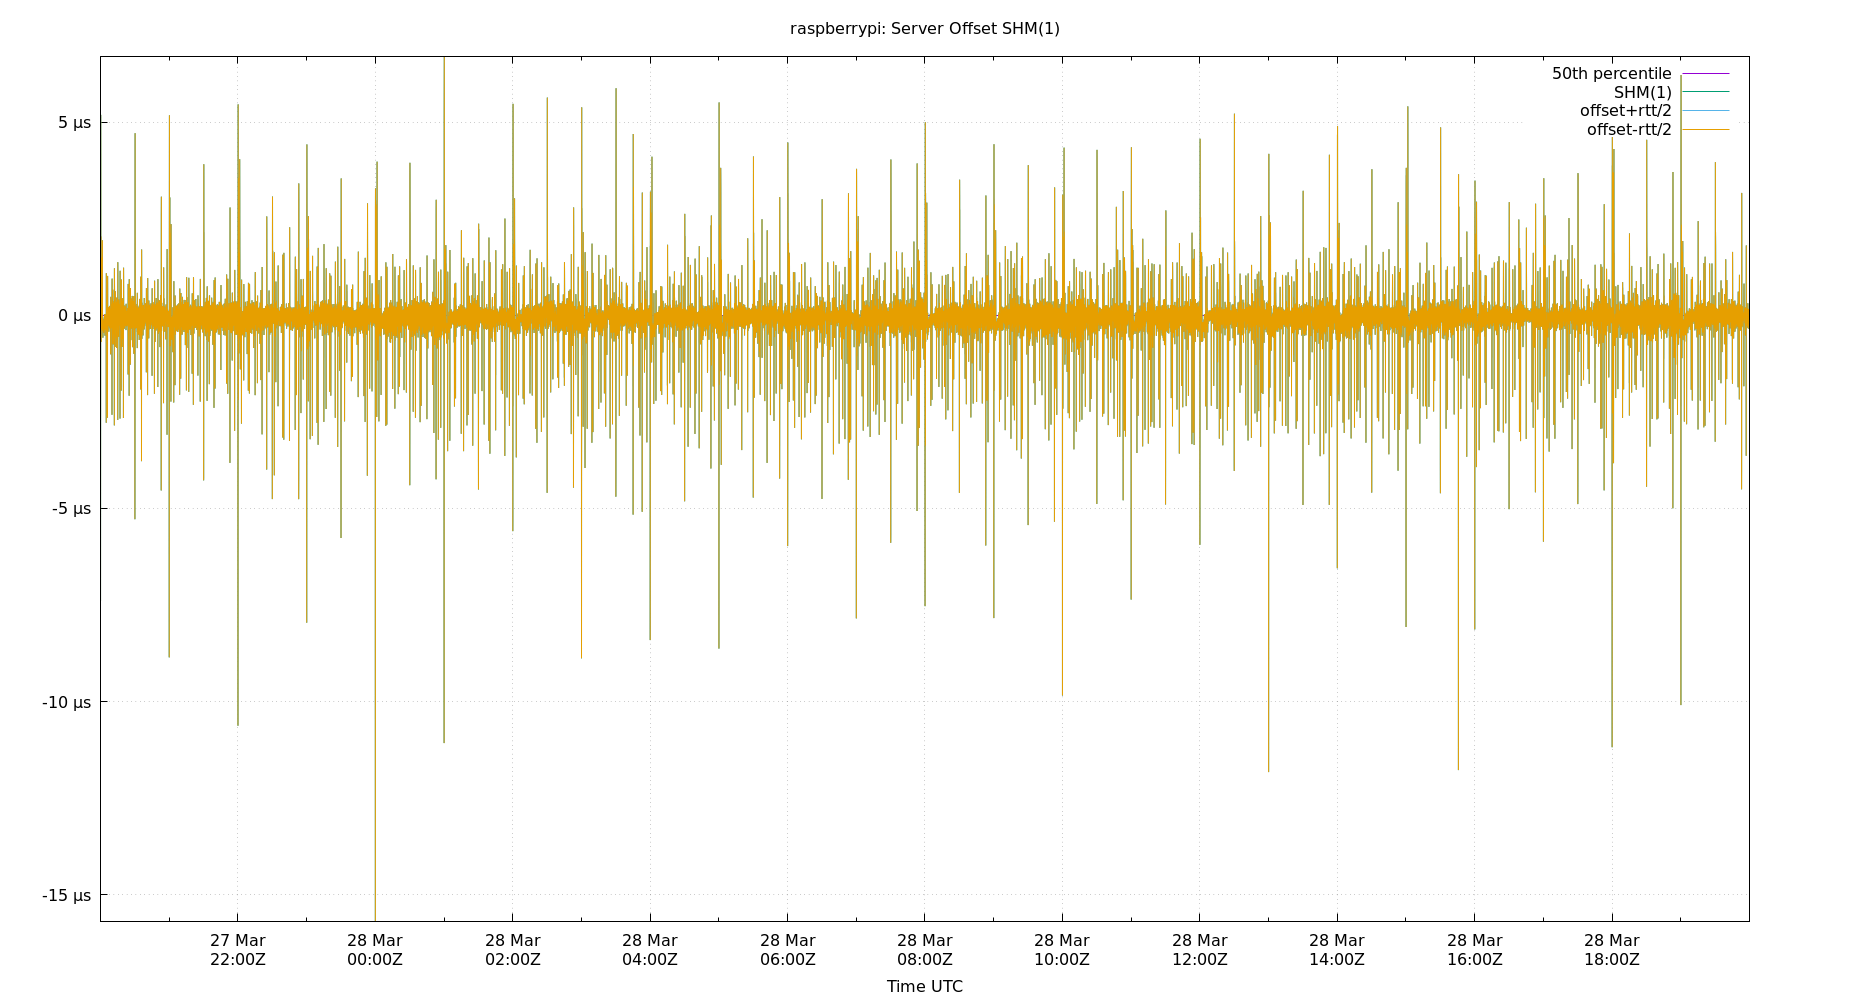 raspberrypi: Server Offset SHM(1)
50th percentile
SHM(1)
offset+rtt/2
offset-rtt/2
5 µs
0 µs
-5 µs
-10 µs
-15 µs
27 Mar 28 Mar 28 Mar 28 Mar 28 Mar 28 Mar 28 Mar 28 Mar 28 Mar 28 Mar 28 Mar
22:00Z 00:00Z 02:00Z 04:00Z 06:00Z 08:00Z 10:00Z 12:00Z 14:00Z 16:00Z 18:00Z
Time UTC